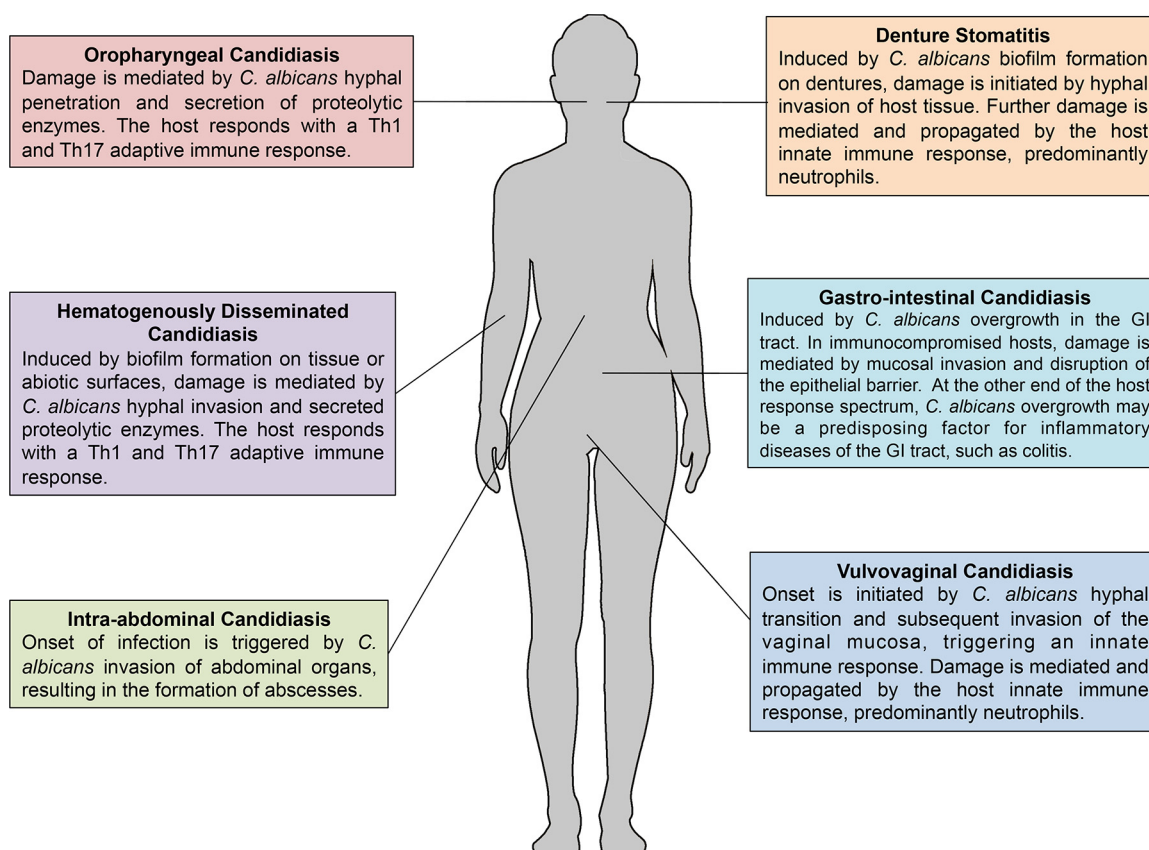 Oropharyngeal Candidiasis
Damage is mediated by C. albicans hyphal
penetration and secretion of proteolytic
enzymes. The host responds with a Th1
and Th17 adaptive immune response.
Denture Stomatitis
Induced by C. albicans biofilm formation
on dentures, damage is initiated by hyphal
invasion of host tissue. Further damage is
mediated and propagated by the host
innate immune response, predominantly
neutrophils.
Hematogenously Disseminated
Candidiasis
Induced by biofilm formation on tissue or
abiotic surfaces, damage is mediated by
C. albicans hyphal invasion and secreted
proteolytic enzymes. The host responds
with a Th1 and Th17 adaptive immune
response.
Gastro-intestinal Candidiasis
Induced by C. albicans overgrowth in the GI
tract. In immunocompromised hosts, damage is
mediated by mucosal invasion and disruption of
the epithelial barrier. At the other end of the host
response spectrum, C. albicans overgrowth may
be a predisposing factor for inflammatory
diseases of the GI tract, such as colitis.
Intra-abdominal Candidiasis
Onset of infection is triggered by C.
albicans invasion of abdominal organs,
resulting in the formation of abscesses.
Vulvovaginal Candidiasis
Onset is initiated by C. albicans hyphal
transition and subsequent invasion of the
vaginal mucosa, triggering an innate
immune response. Damage is mediated and
propagated by the host innate immune
response, predominantly neutrophils.